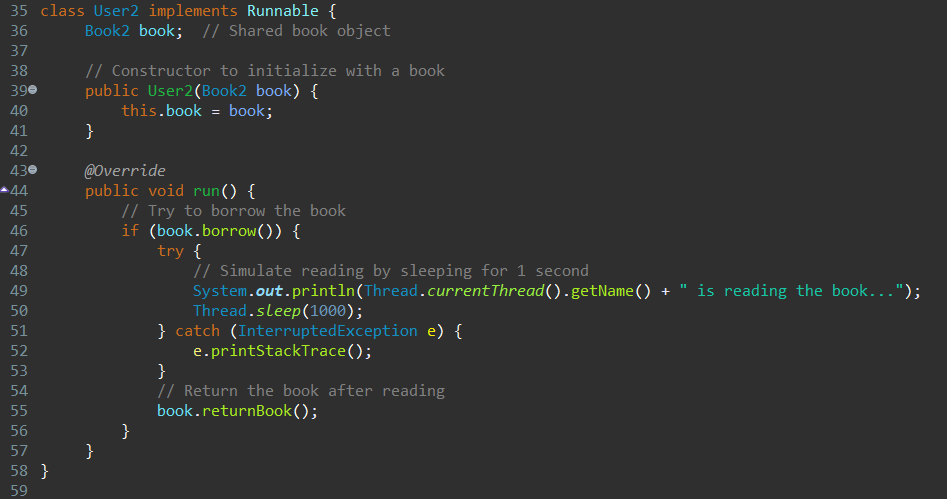 35 class User2 implements Runnable {
36     Book2 book;  // Shared book object
37
38     // Constructor to initialize with a book
39     public User2(Book2 book) {
40         this.book = book;
41     }
42
43     @Override
44     public void run() {
45         // Try to borrow the book
46         if (book.borrow()) {
47             try {
48                 // Simulate reading by sleeping for 1 second
49                 System.out.println(Thread.currentThread().getName() + " is reading the book...");
50                 Thread.sleep(1000);
51             } catch (InterruptedException e) {
52                 e.printStackTrace();
53             }
54             // Return the book after reading
55             book.returnBook();
56         }
57     }
58 }
59